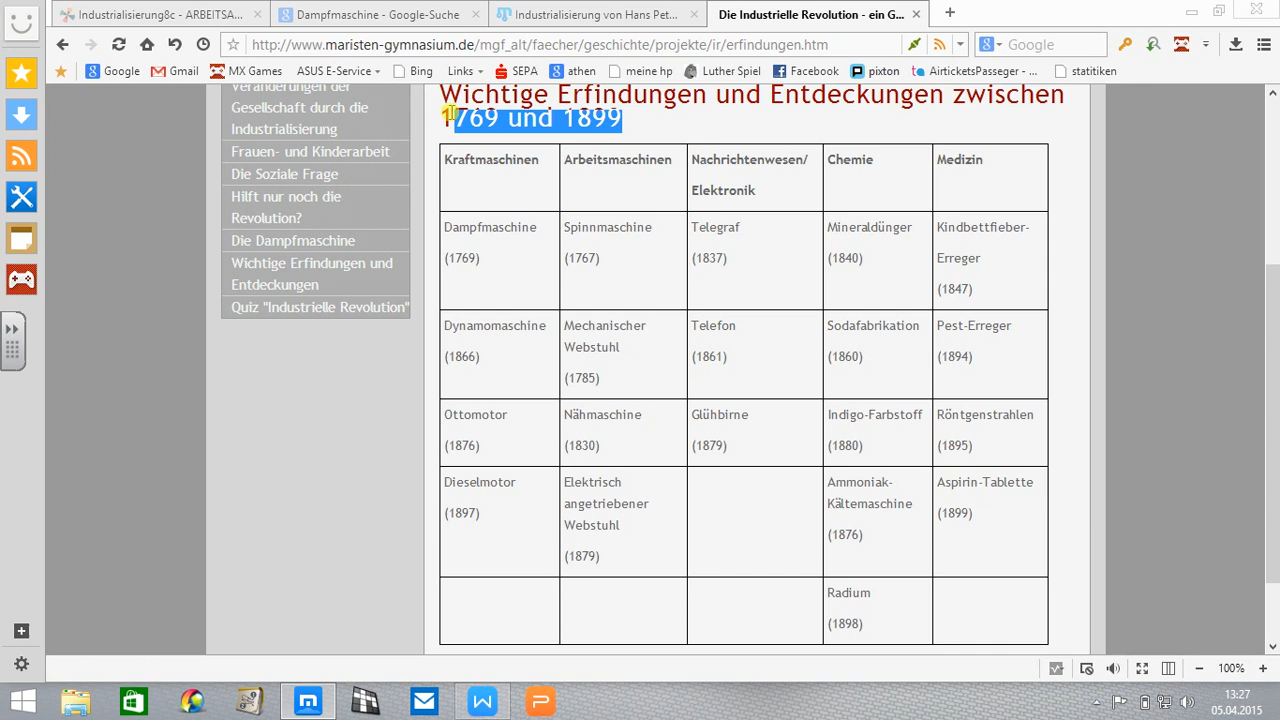 Industrialisierung8c - ARBEITSA...
Dampfmaschine - Google-Suche
Industrialisierung von Hans Pet...
Die Industrielle Revolution - ein G...
http://www.maristen-gymnasium.de/mgf_alt/faecher/geschichte/projekte/ir/erfindungen.htm
Google
Google
Gmail
MX Games
ASUS E-Service
Bing
Links
SEPA
athen
meine hp
Luther Spiel
Facebook
pixton
AirticketsPasseger - ...
statitiken
Veränderungen der
Gesellschaft durch die
Industrialisierung
Frauen- und Kinderarbeit
Die Soziale Frage
Hilft nur noch die
Revolution?
Die Dampfmaschine
Wichtige Erfindungen und
Entdeckungen
Quiz "Industrielle Revolution"
Wichtige Erfindungen und Entdeckungen zwischen
1769 und 1899
Kraftmaschinen
Arbeitsmaschinen
Nachrichtenwesen/
Elektronik
Chemie
Medizin
Dampfmaschine
(1769)
Spinnmaschine
(1767)
Telegraf
(1837)
Mineraldünger
(1840)
Kindbettfieber-
Erreger
(1847)
Dynamomaschine
(1866)
Mechanischer
Webstuhl
(1785)
Telefon
(1861)
Sodafabrikation
(1860)
Pest-Erreger
(1894)
Ottomotor
(1876)
Nähmaschine
(1830)
Glühbirne
(1879)
Indigo-Farbstoff
(1880)
Röntgenstrahlen
(1895)
Dieselmotor
(1897)
Elektrisch
angetriebener
Webstuhl
(1879)
Ammoniak-
Kältemaschine
(1876)
Aspirin-Tablette
(1899)
Radium
(1898)
100%
13:27
05.04.2015